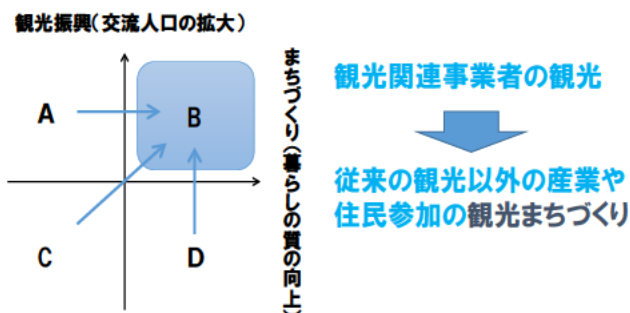 観光振興(交流人口の拡大)
A
B
C
D
まちづくり(暮らしの質の向上)
観光関連事業者の観光
従来の観光以外の産業や
住民参加の観光まちづくり